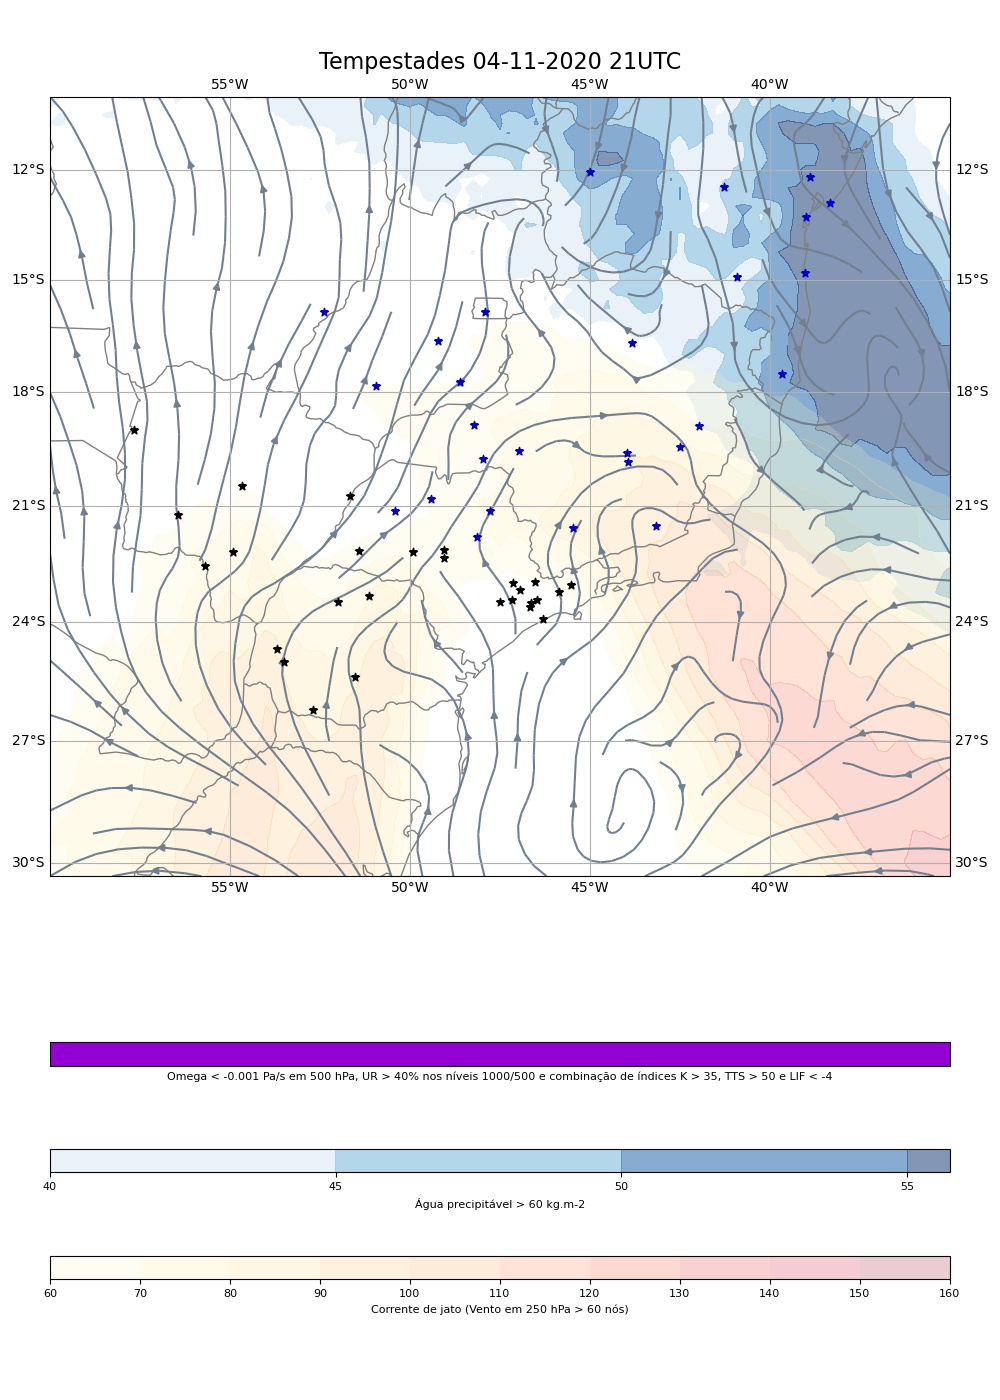 Tempestades 04-11-2020 21UTC
55°W 50°W 45°W 40°W
12°S 12°S
15°S 15°S
18°S 18°S
21°S 21°S
24°S 24°S
27°S 27°S
30°S 30°S
55°W 50°W 45°W 40°W
Omega < -0.001 Pa/s em 500 hPa, UR > 40% nos níveis 1000/500 e combinação de índices K > 35, TTS > 50 e LIF < -4
40 45 50 55
Água precipitável > 60 kg.m-2
60 70 80 90 100 110 120 130 140 150 160
Corrente de jato (Vento em 250 hPa > 60 nós)